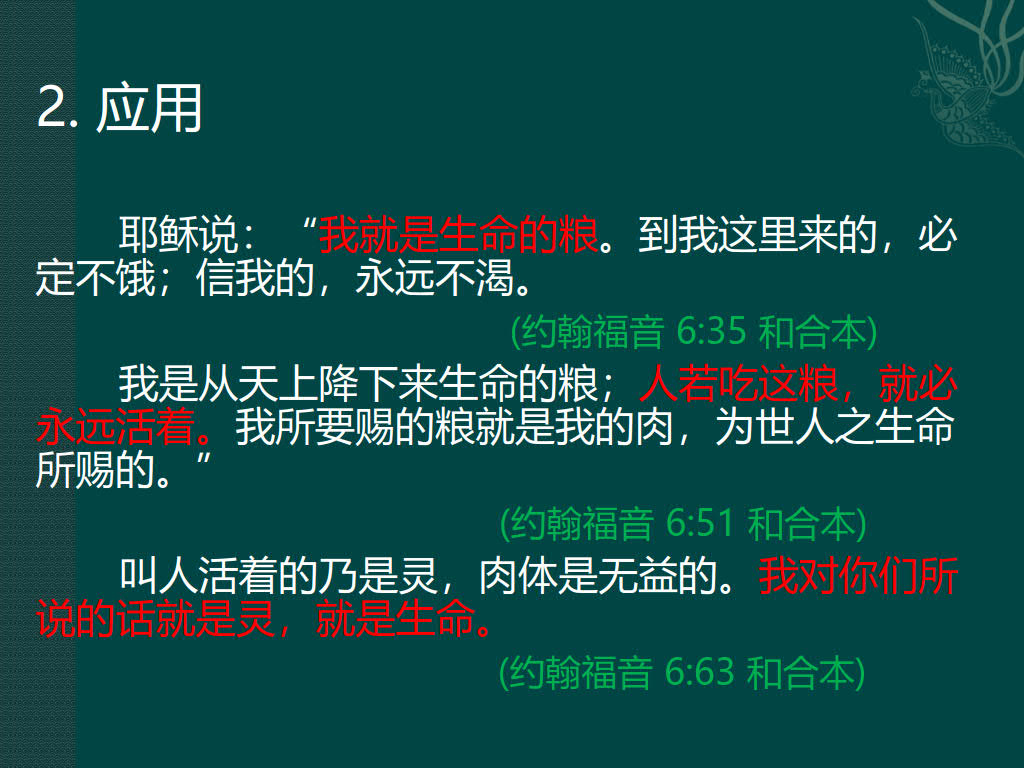 2. 应用
耶稣说：“我就是生命的粮。到我这里来的，必
定不饿；信我的，永远不渴。
(约翰福音 6:35 和合本)
我是从天上降下来生命的粮；人若吃这粮，就必
永远活着。我所要赐的粮就是我的肉，为世人之生命
所赐的。”
(约翰福音 6:51 和合本)
叫人活着的乃是灵，肉体是无益的。我对你们所
说的话就是灵，就是生命。
(约翰福音 6:63 和合本)